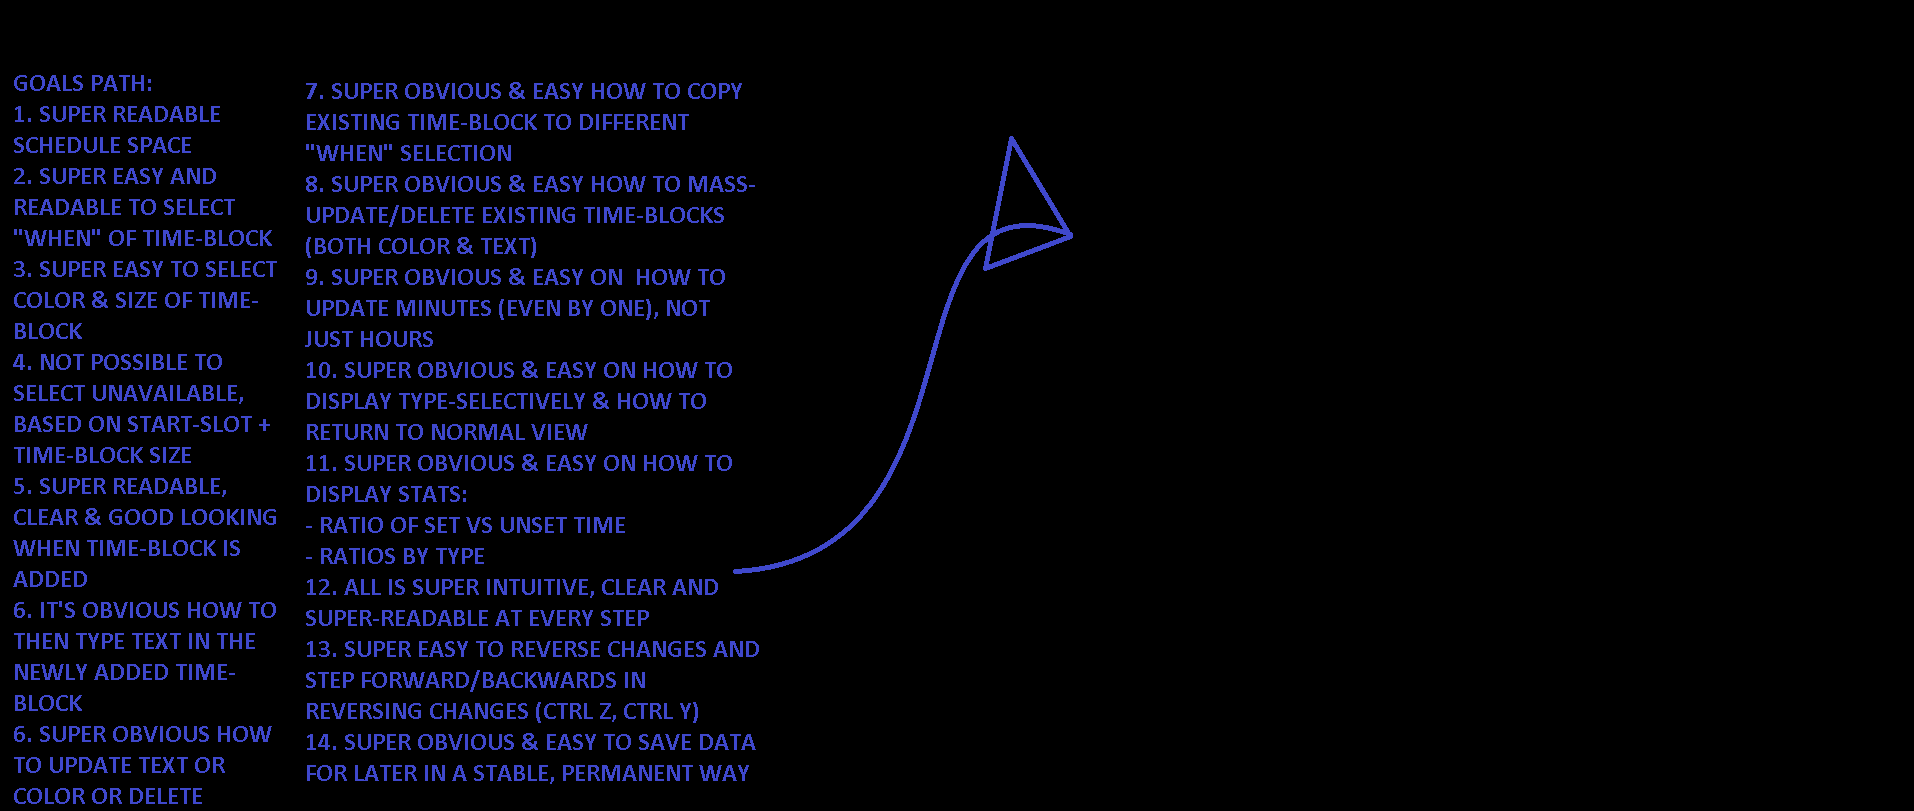 GOALS PATH:
1. SUPER READABLE
SCHEDULE SPACE
2. SUPER EASY AND
READABLE TO SELECT
"WHEN" OF TIME-BLOCK
3. SUPER EASY TO SELECT
COLOR & SIZE OF TIME-
BLOCK
4. NOT POSSIBLE TO
SELECT UNAVAILABLE,
BASED ON START-SLOT +
TIME-BLOCK SIZE
5. SUPER READABLE,
CLEAR & GOOD LOOKING
WHEN TIME-BLOCK IS
ADDED
6. IT'S OBVIOUS HOW TO
THEN TYPE TEXT IN THE
NEWLY ADDED TIME-
BLOCK
6. SUPER OBVIOUS HOW
TO UPDATE TEXT OR
COLOR OR DELETE
7. SUPER OBVIOUS & EASY HOW TO COPY
EXISTING TIME-BLOCK TO DIFFERENT
"WHEN" SELECTION
8. SUPER OBVIOUS & EASY HOW TO MASS-
UPDATE/DELETE EXISTING TIME-BLOCKS
(BOTH COLOR & TEXT)
9. SUPER OBVIOUS & EASY ON  HOW TO
UPDATE MINUTES (EVEN BY ONE), NOT
JUST HOURS
10. SUPER OBVIOUS & EASY ON HOW TO
DISPLAY TYPE-SELECTIVELY & HOW TO
RETURN TO NORMAL VIEW
11. SUPER OBVIOUS & EASY ON HOW TO
DISPLAY STATS:
- RATIO OF SET VS UNSET TIME
- RATIOS BY TYPE
12. ALL IS SUPER INTUITIVE, CLEAR AND
SUPER-READABLE AT EVERY STEP
13. SUPER EASY TO REVERSE CHANGES AND
STEP FORWARD/BACKWARDS IN
REVERSING CHANGES (CTRL Z, CTRL Y)
14. SUPER OBVIOUS & EASY TO SAVE DATA
FOR LATER IN A STABLE, PERMANENT WAY